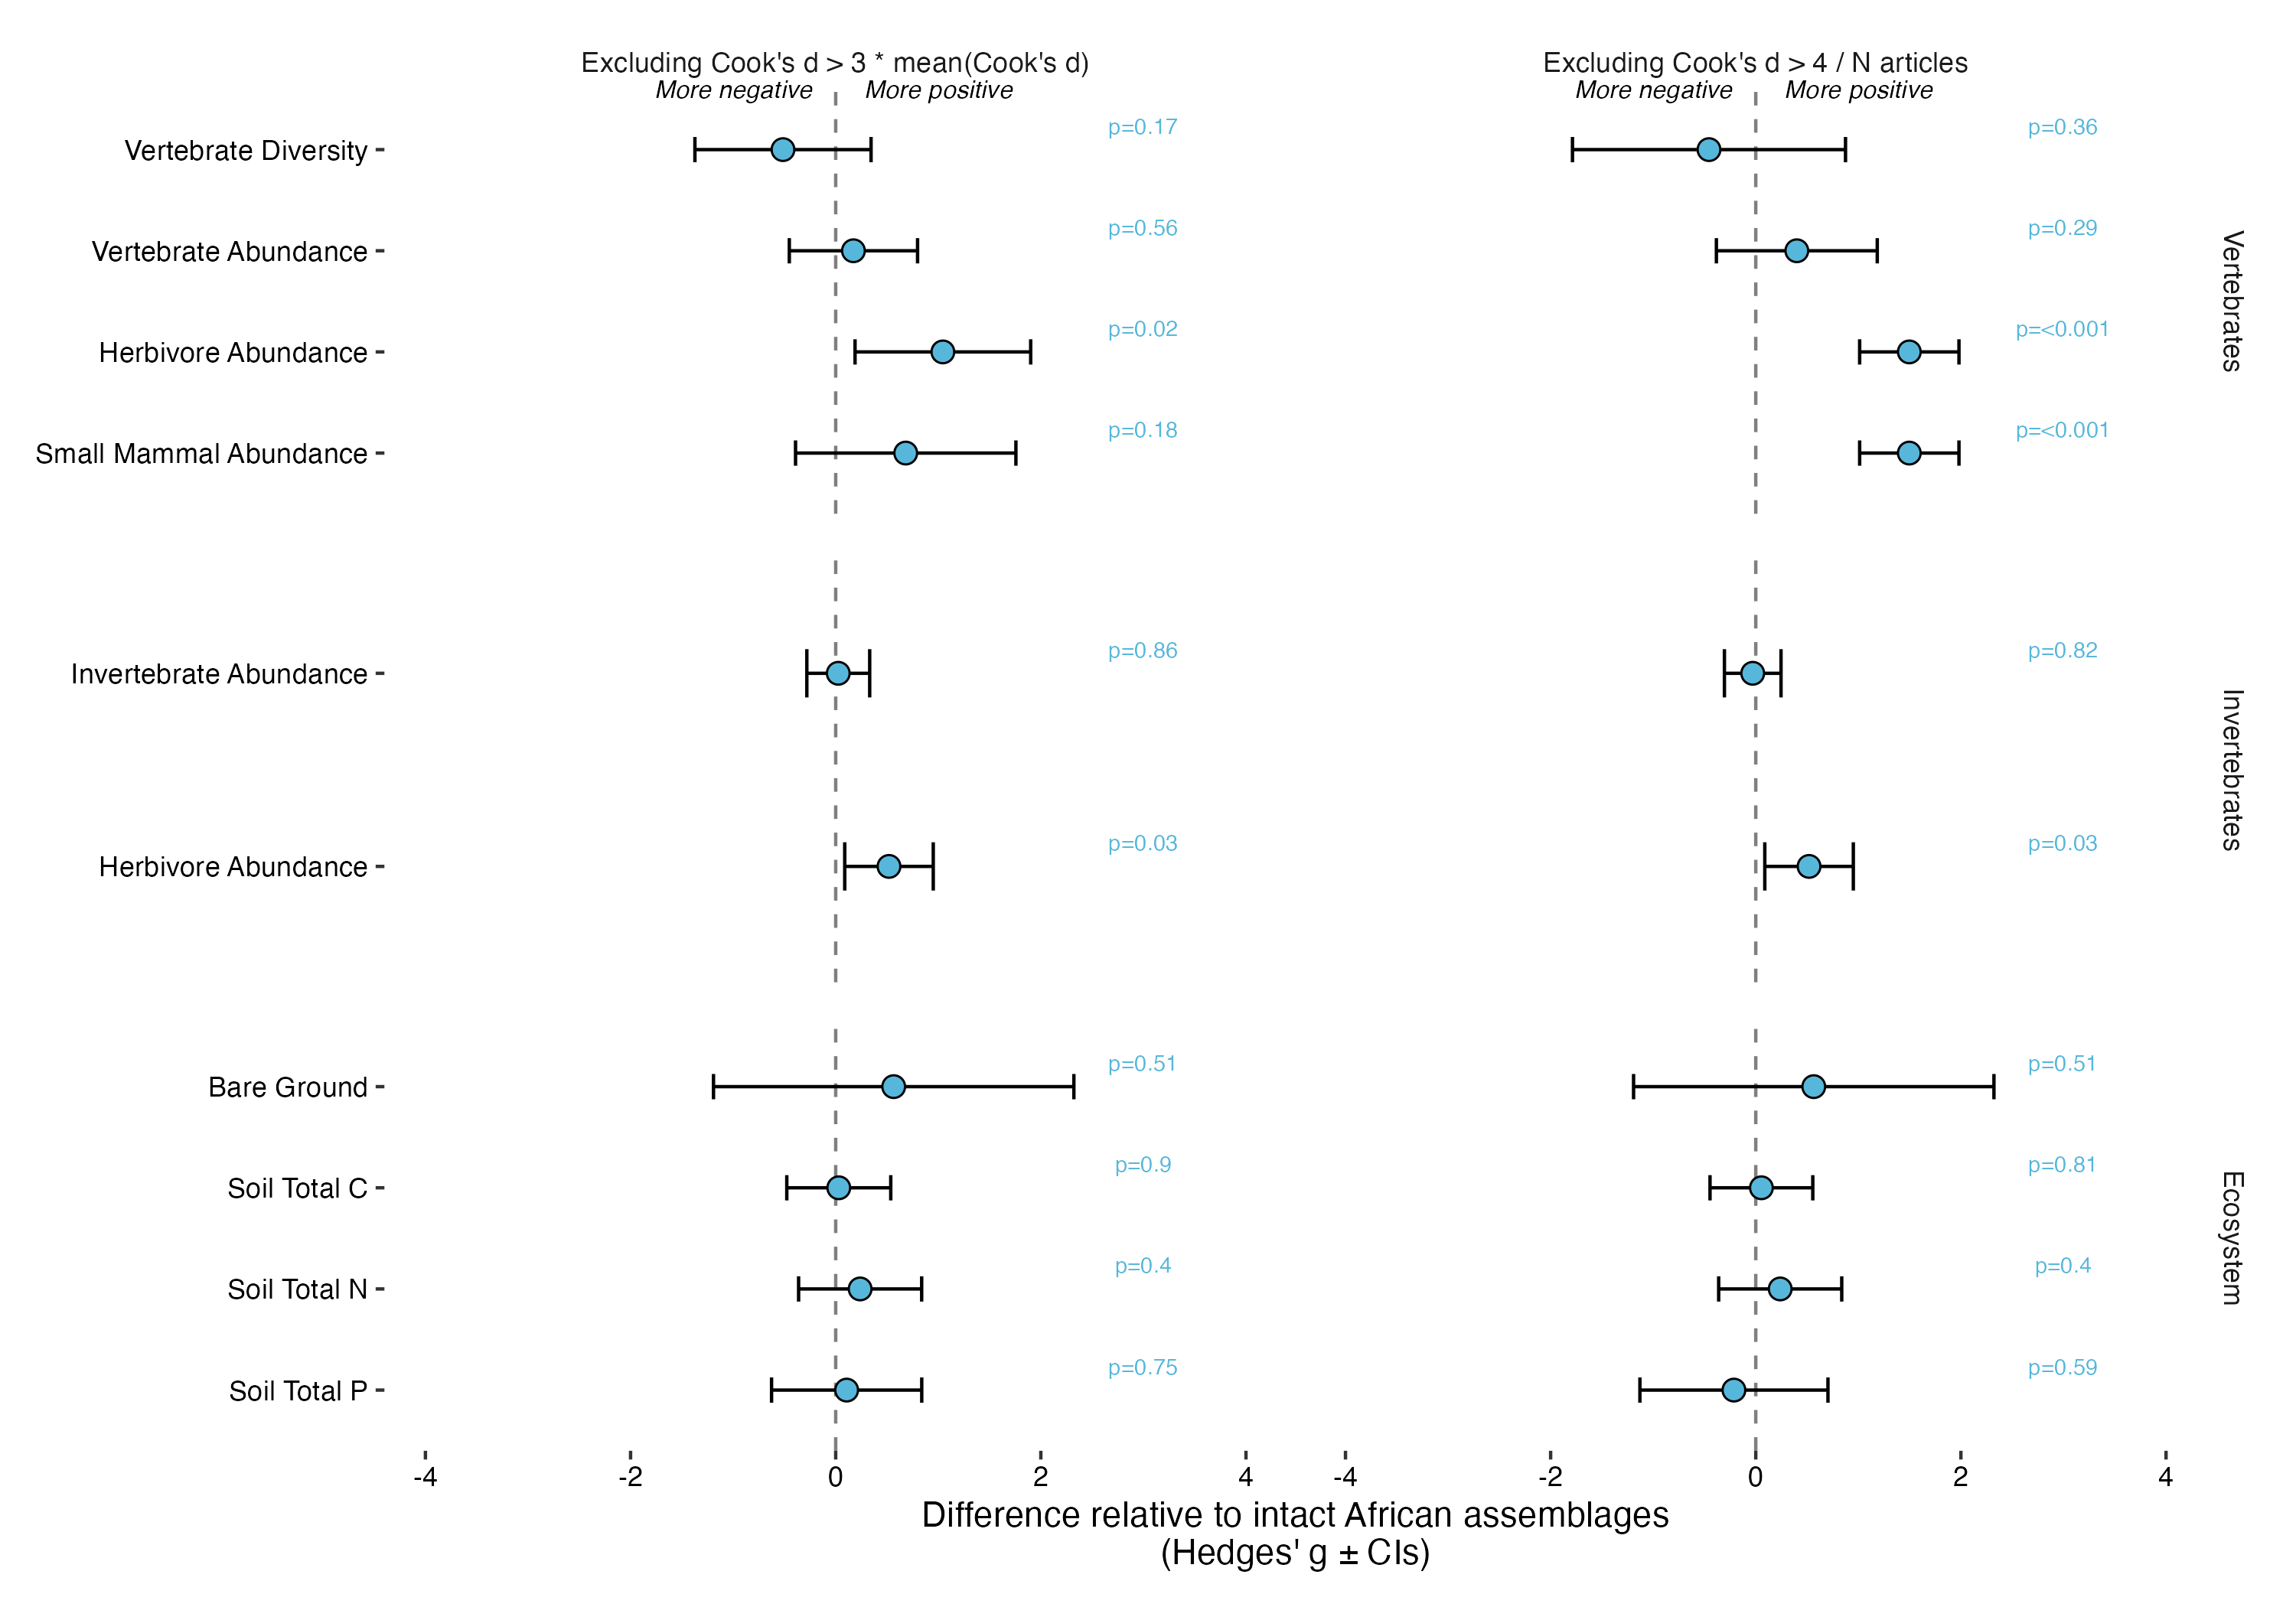 Excluding Cook's d > 3 * mean(Cook's d)
Excluding Cook's d > 4 / N articles
More negative
More positive
More negative
More positive
Vertebrate Diversity
p=0.17
p=0.36
Vertebrate Abundance
p=0.56
p=0.29
Herbivore Abundance
p=0.02
p=<0.001
Small Mammal Abundance
p=0.18
p=<0.001
Vertebrates
Invertebrate Abundance
p=0.86
p=0.82
Herbivore Abundance
p=0.03
p=0.03
Invertebrates
Bare Ground
p=0.51
p=0.51
Soil Total C
p=0.9
p=0.81
Soil Total N
p=0.4
p=0.4
Soil Total P
p=0.75
p=0.59
Ecosystem
-4 -2 0 2 4
-4 -2 0 2 4
Difference relative to intact African assemblages
(Hedges' g ± CIs)